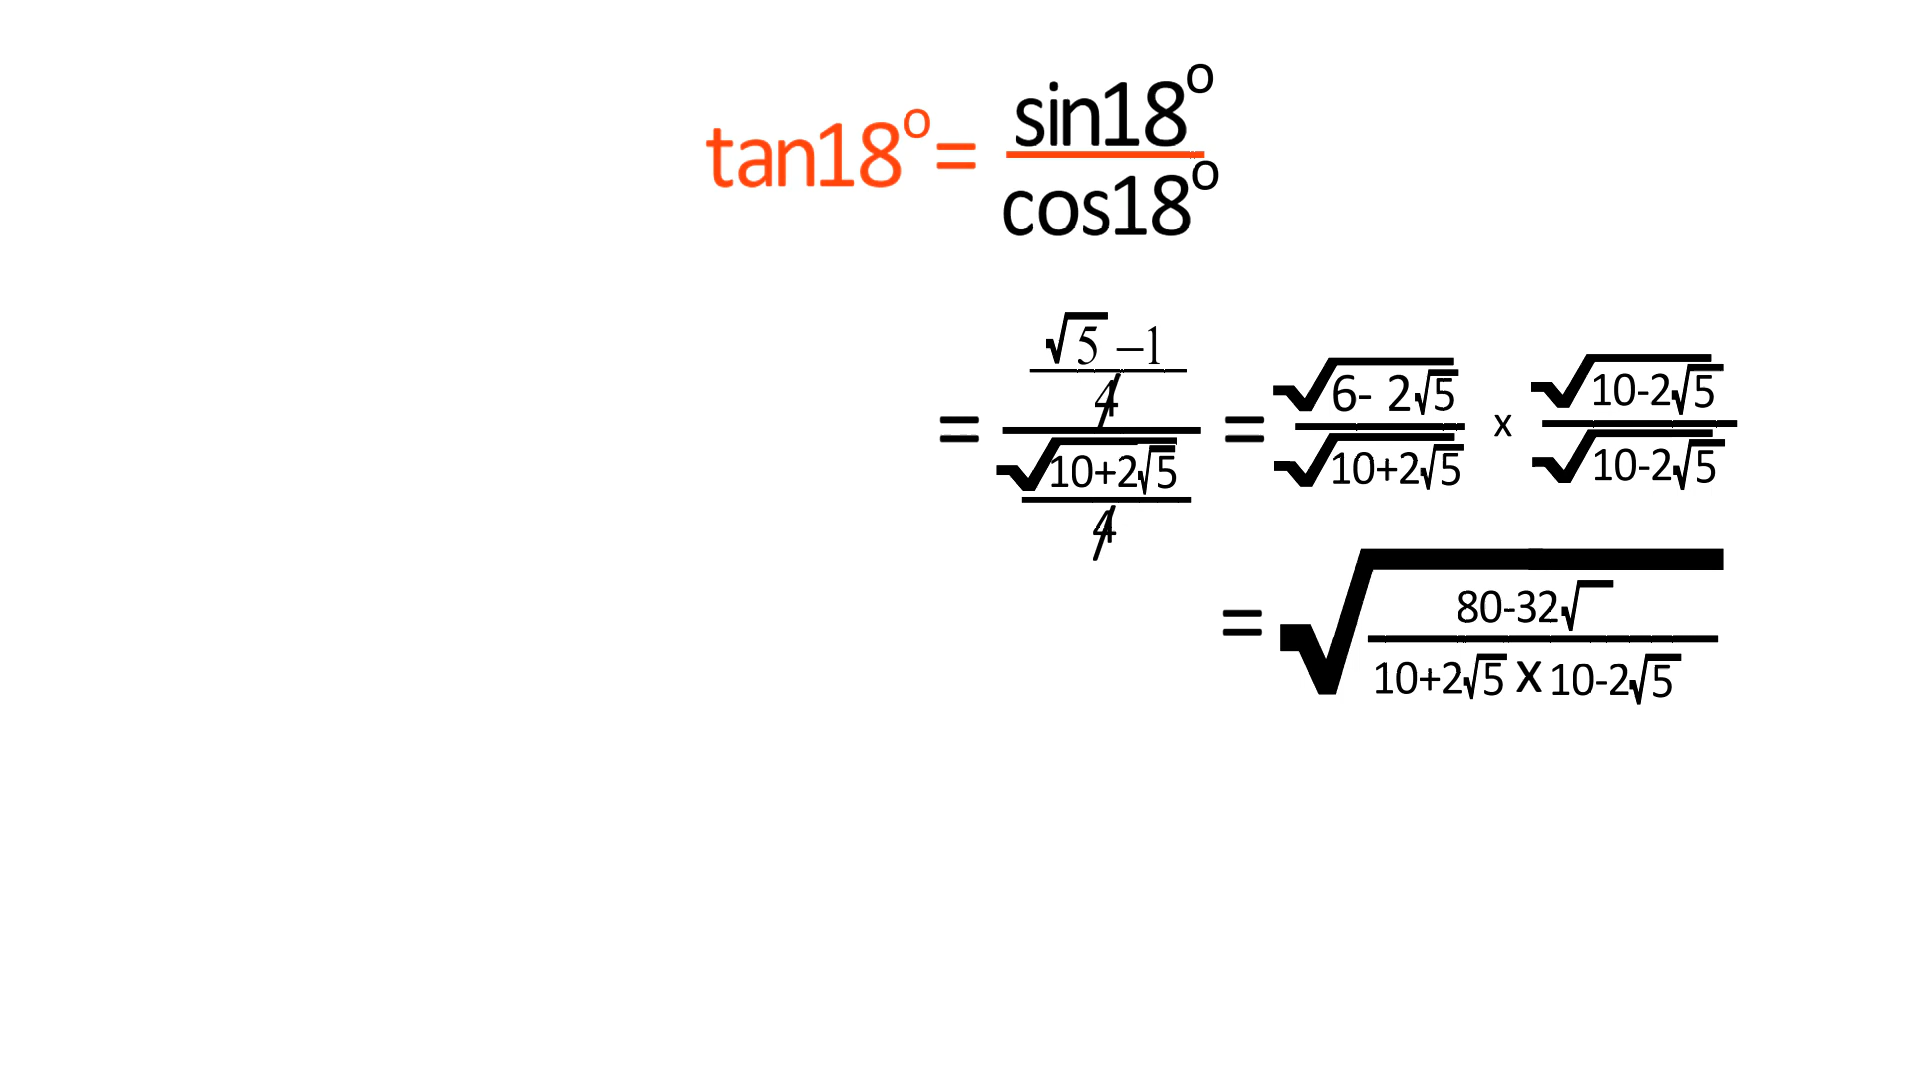 tan18° = sin18° / cos18°
= (√5 –1 / 4) / (√10+2√5 / 4) = √6- 2√5 / √10+2√5 x √10-2√5 / √10-2√5
= √ 80-32√ / 10+2√5 x 10-2√5